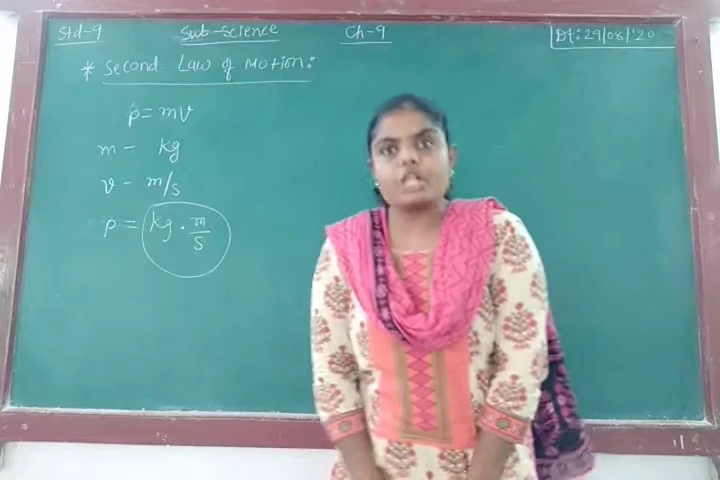 Std-9 Sub-Science Ch-9 Dt: 29/08/'20
* Second Law of Motion:
p = mv
m - kg
v - m/s
p = kg . m/s